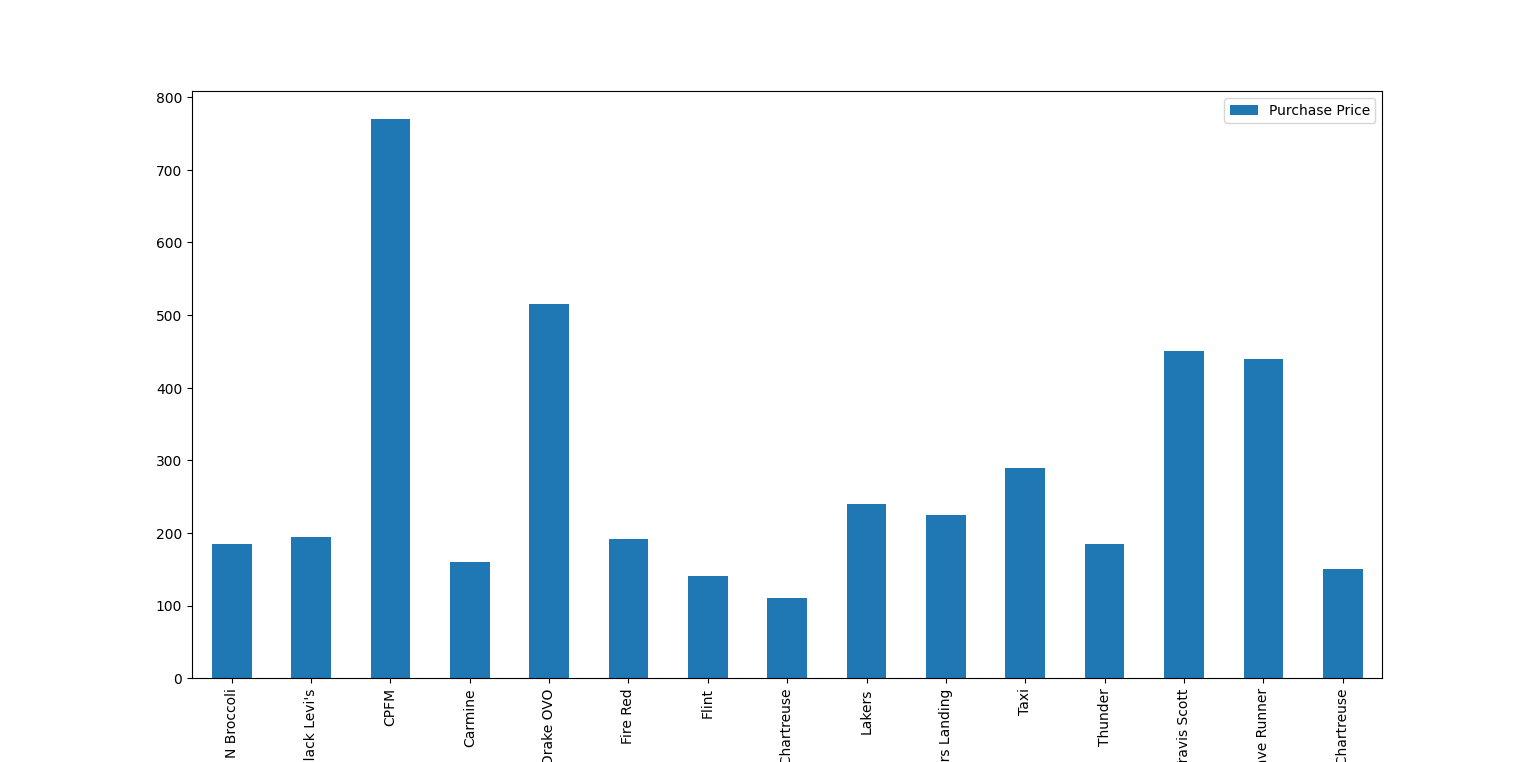 Purchase Price
800
700
600
500
400
300
200
100
0
N Broccoli
lack Levi's
CPFM
Carmine
Drake OVO
Fire Red
Flint
Chartreuse
Lakers
rs Landing
Taxi
Thunder
ravis Scott
ave Runner
Chartreuse